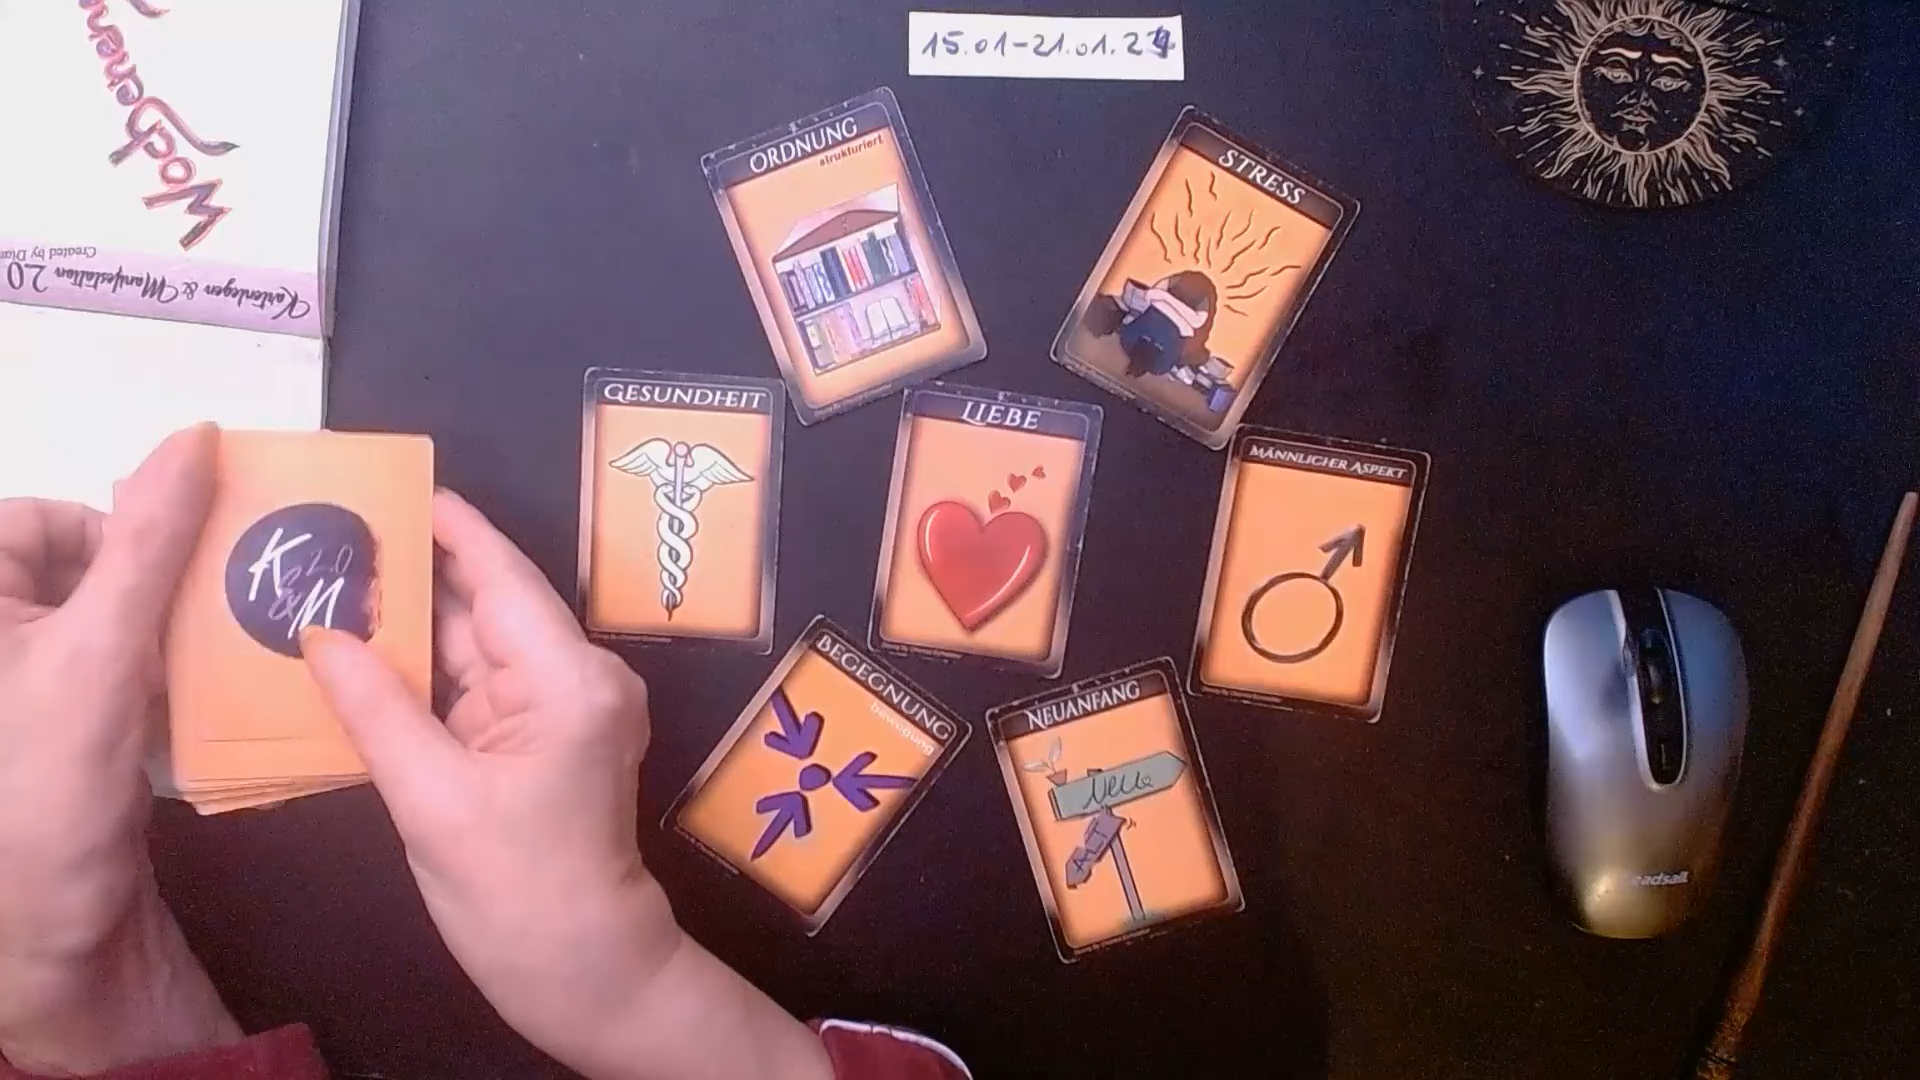 15.01-21.01.24
ORDNUNG
strukturiert
STRESS
GESUNDHEIT
LIEBE
MÄNNLICHER ASPEKT
BEGEGNUNG
bewegung
NEUANFANG
Neu
ALT
K&M 2.0
Kartenlegen & Manifestation 2.0
Created by